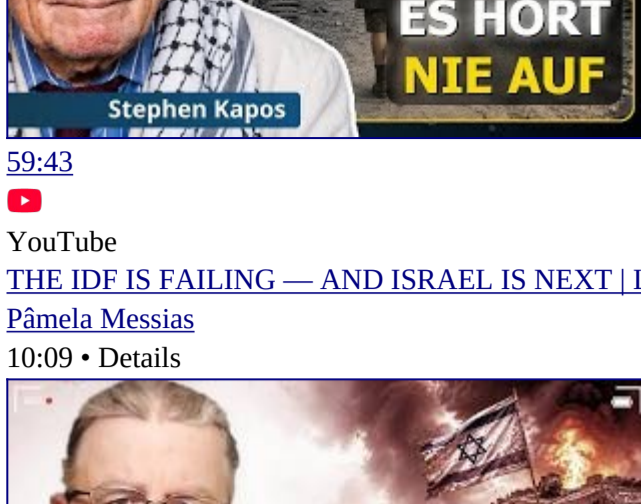 ES HÖRT
NIE AUF
Stephen Kapos
59:43
YouTube
THE IDF IS FAILING — AND ISRAEL IS NEXT |
Pâmela Messias
10:09 • Details